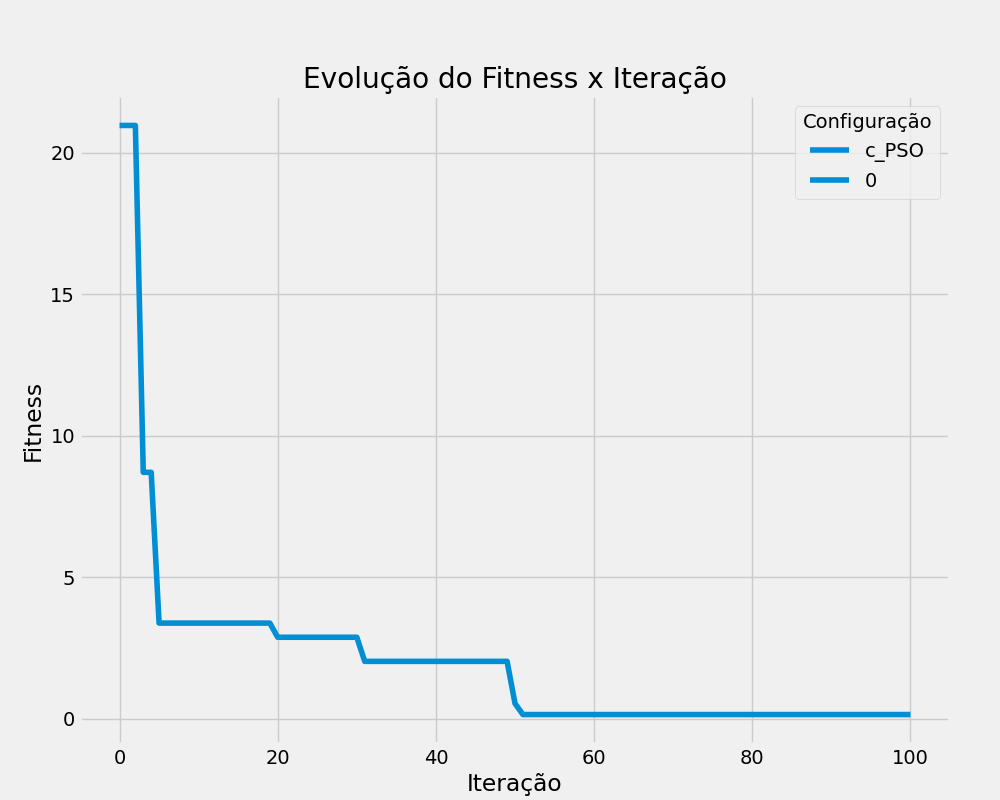 Evolução do Fitness x Iteração
Configuração
c_PSO
0
Fitness
20
15
10
5
0
0 20 40 60 80 100
Iteração